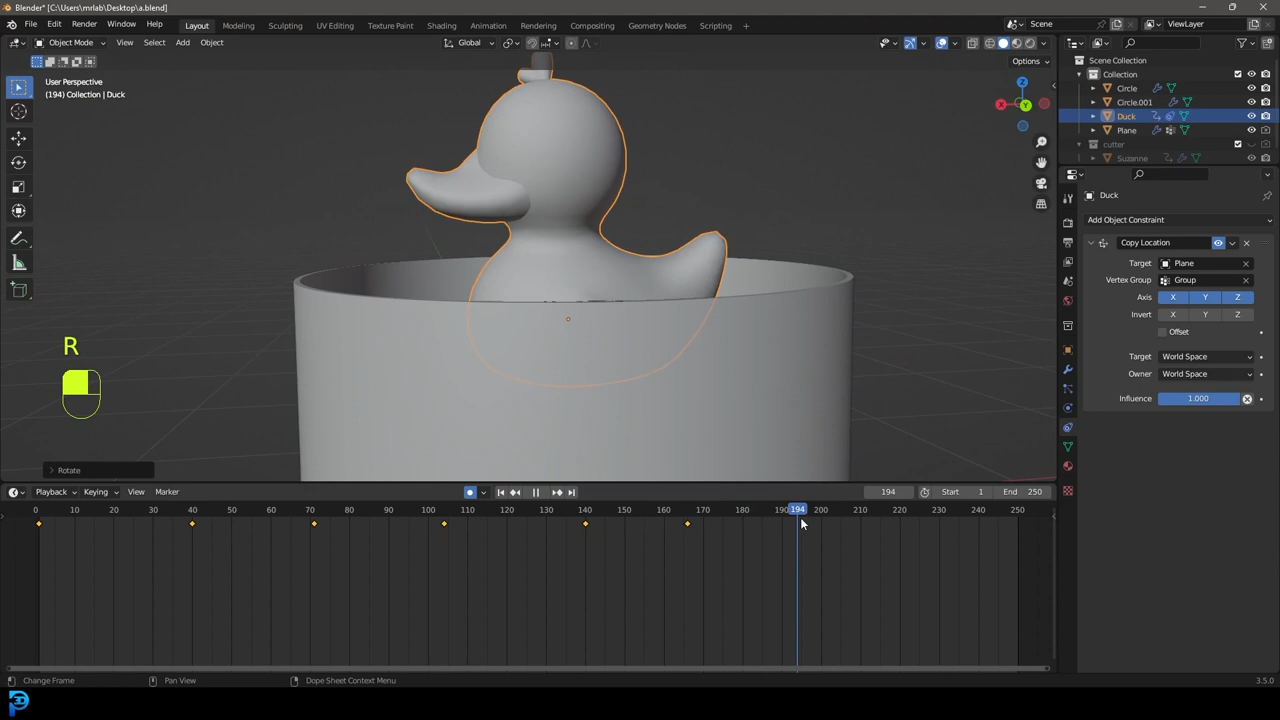 Blender* [C:\Users\mrlab\Desktop\a.blend]
File Edit Render Window Help Layout Modeling Sculpting UV Editing Texture Paint Shading Animation Rendering Compositing Geometry Nodes Scripting + Scene ViewLayer
Object Mode View Select Add Object Global
Options
User Perspective
(194) Collection | Duck
Z
X
Y
R
Rotate
Scene Collection
Collection
Circle
Circle.001
Duck
Plane
cutter
Suzanne
Duck
Add Object Constraint
Copy Location
Target Plane
Vertex Group Group
Axis X Y Z
Invert X Y Z
Offset
Target World Space
Owner World Space
Influence 1.000
Playback Keying View Marker 194 Start 1 End 250
0 10 20 30 40 50 60 70 80 90 100 110 120 130 140 150 160 170 180 190 194 200 210 220 230 240 250
Change Frame Pan View Dope Sheet Context Menu 3.5.0